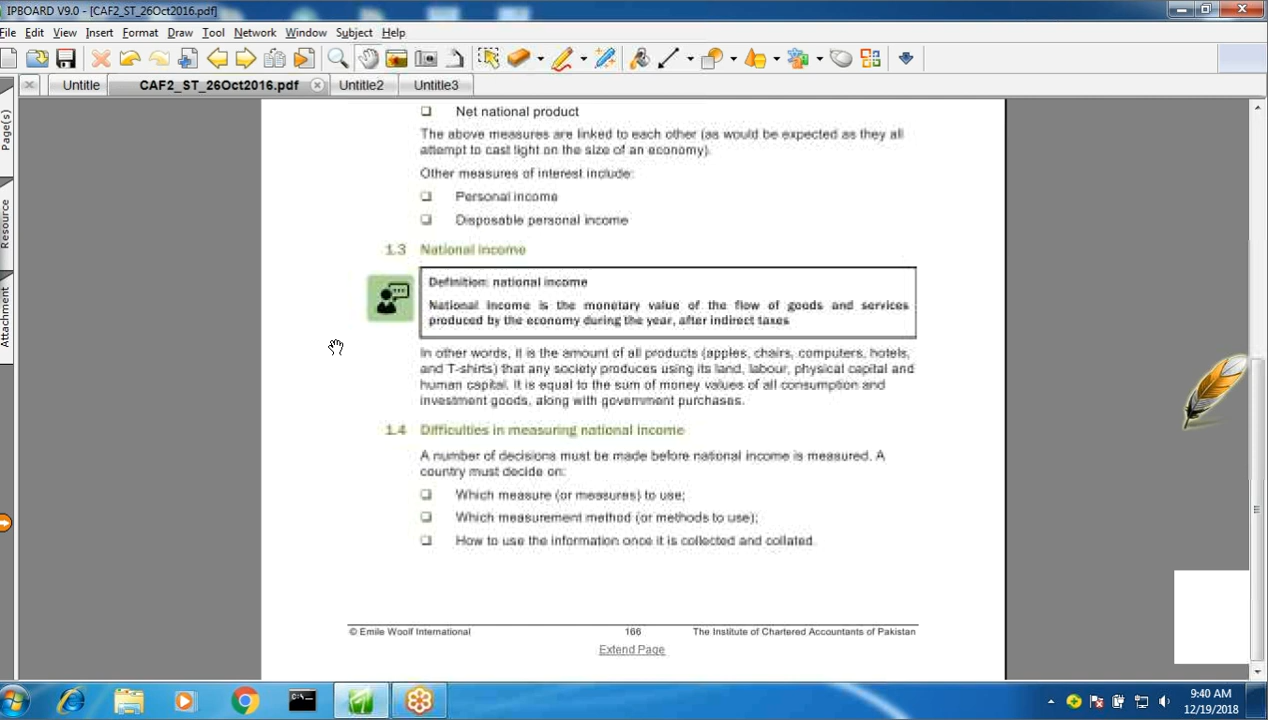 IPBOARD V9.0 - [CAF2_ST_26Oct2016.pdf]
File Edit View Insert Format Draw Tool Network Window Subject Help
Untitle CAF2_ST_26Oct2016.pdf Untitle2 Untitle3
Page(s)
Resource
Attachment
❑ Net national product
The above measures are linked to each other (as would be expected as they all
attempt to cast light on the size of an economy).
Other measures of interest include:
❑ Personal income
❑ Disposable personal income
1.3 National income
Definition: national income
National income is the monetary value of the flow of goods and services
produced by the economy during the year, after indirect taxes
In other words, it is the amount of all products (apples, chairs, computers, hotels,
and T-shirts) that any society produces using its land, labour, physical capital and
human capital. It is equal to the sum of money values of all consumption and
investment goods, along with government purchases.
1.4 Difficulties in measuring national income
A number of decisions must be made before national income is measured. A
country must decide on:
❑ Which measure (or measures) to use;
❑ Which measurement method (or methods to use);
❑ How to use the information once it is collected and collated.
© Emile Woolf International 166 The Institute of Chartered Accountants of Pakistan
Extend Page
9:40 AM
12/19/2018